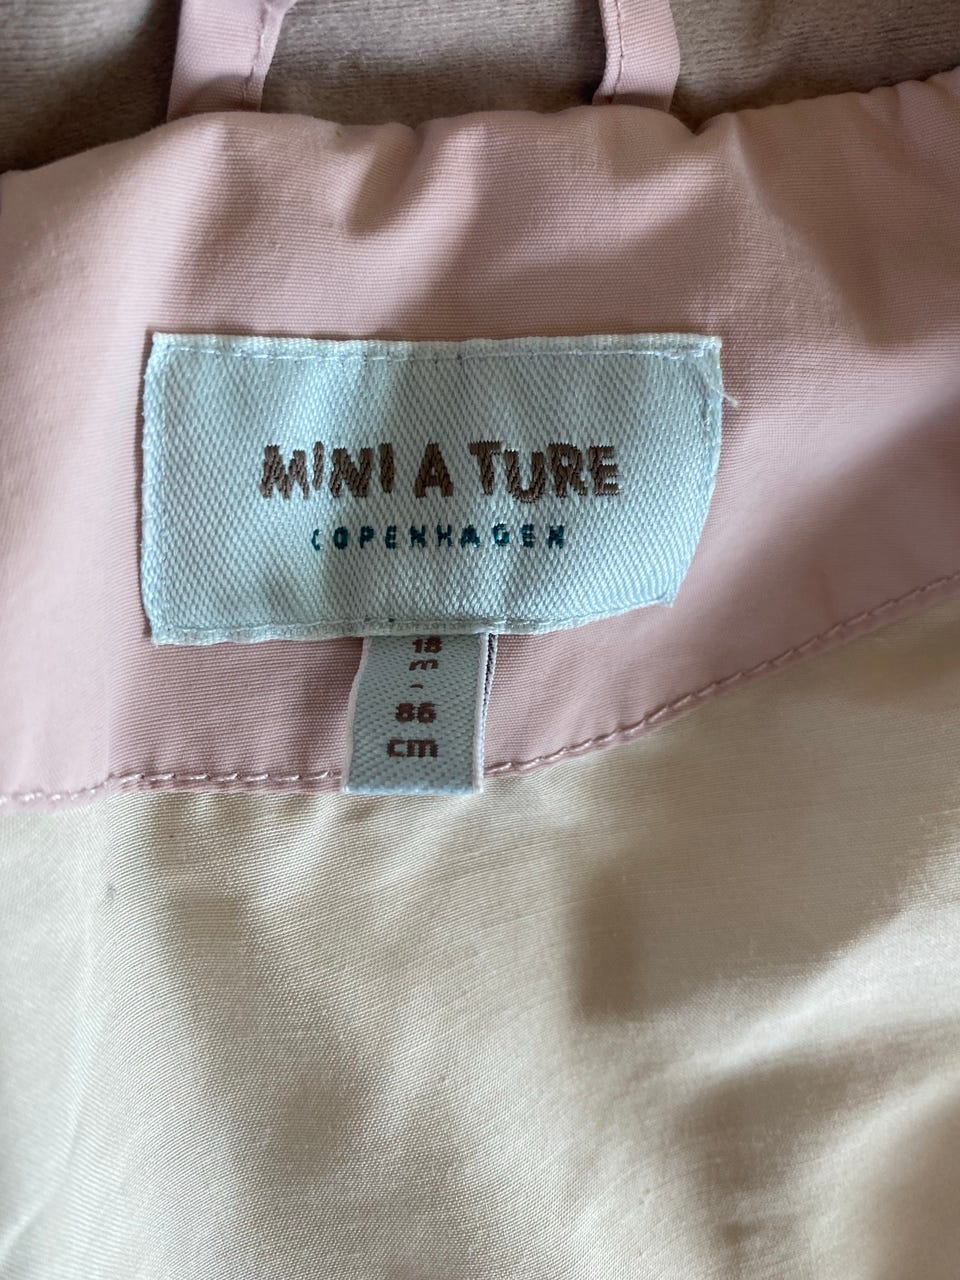 MINI A TURE
COPENHAGEN
18
m
-
86
cm